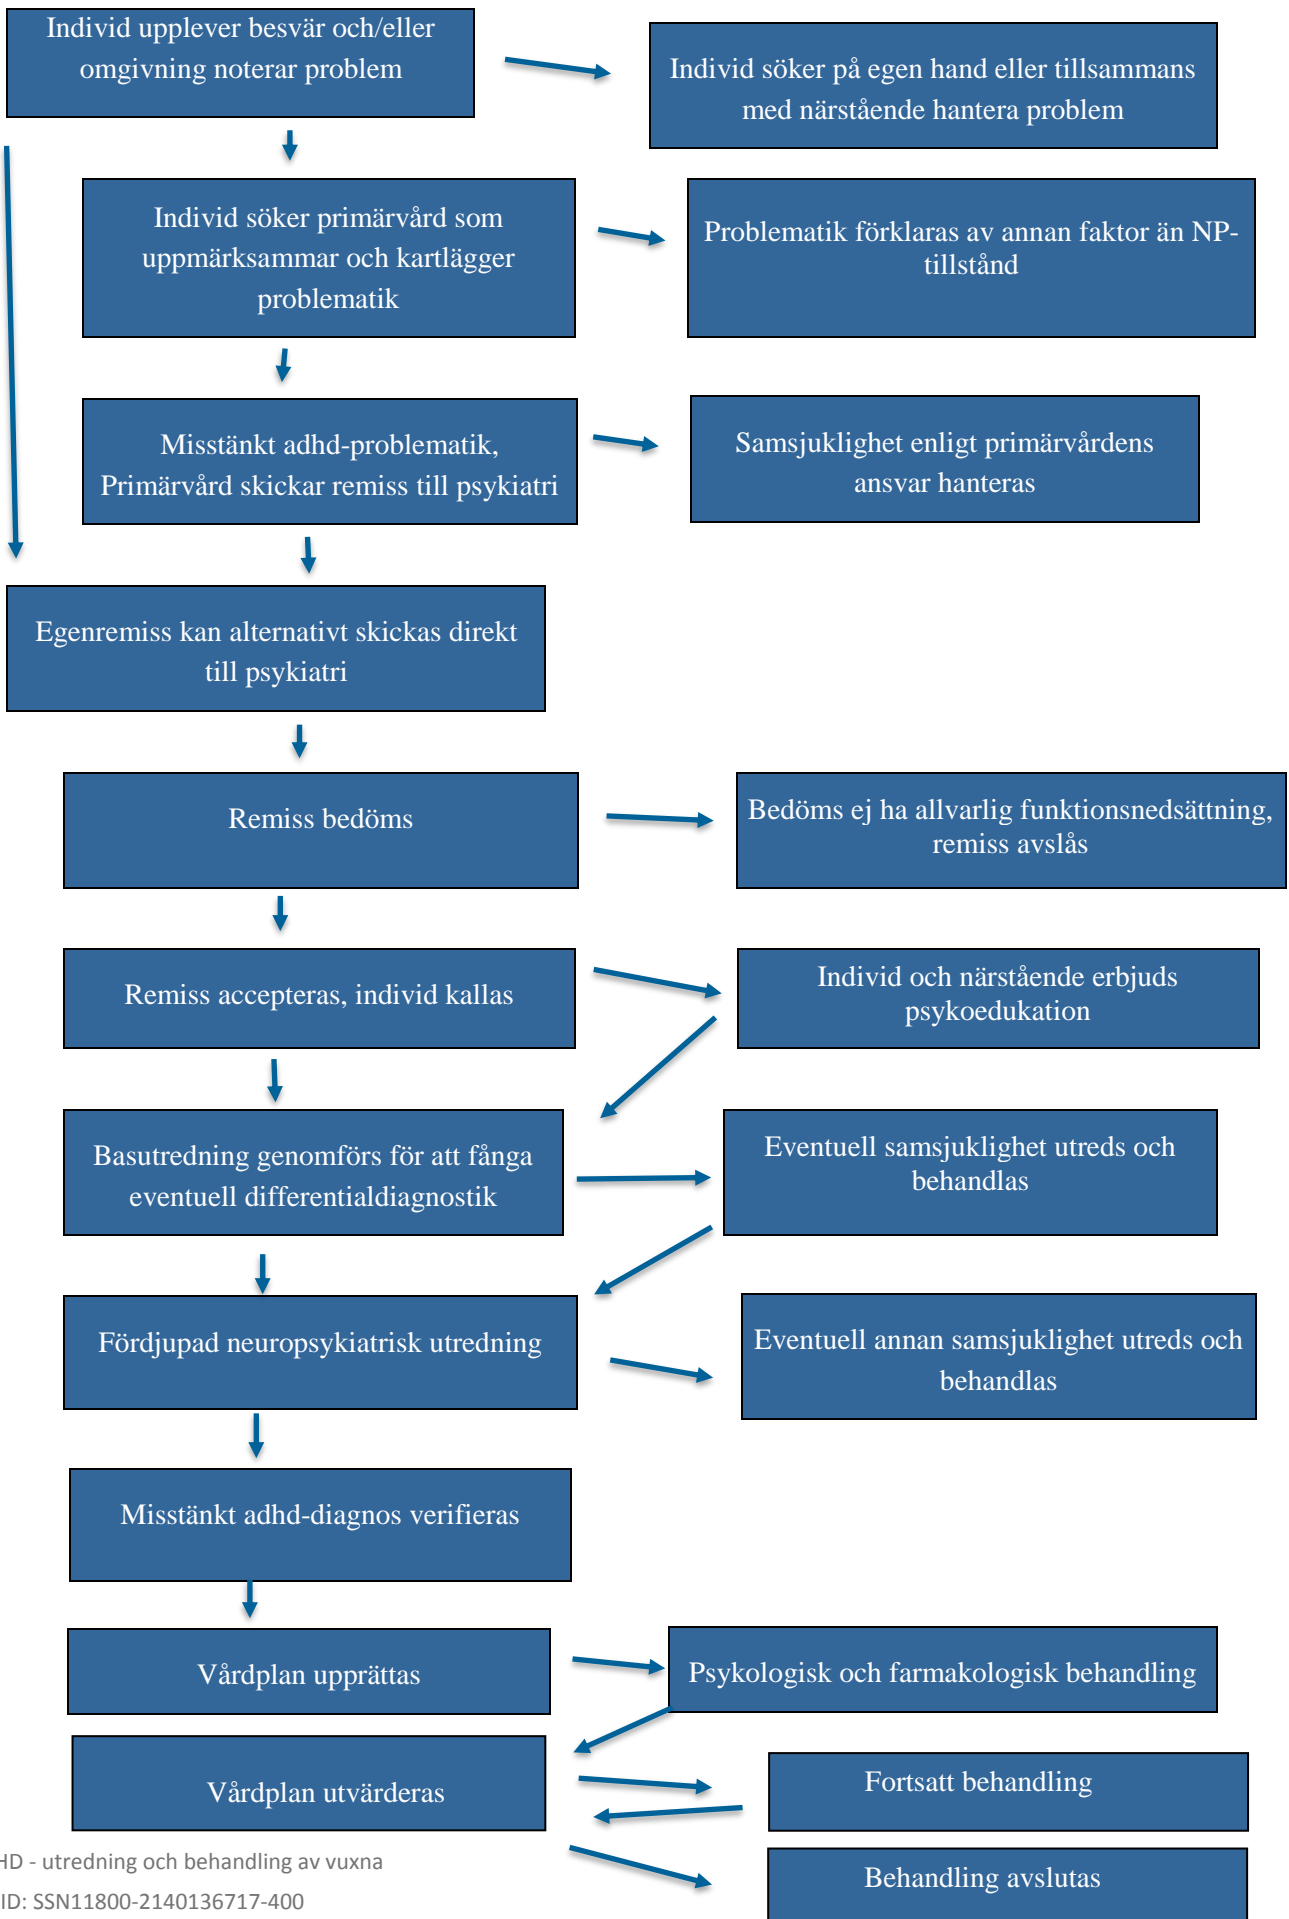 Individ upplever besvär och/eller
omgivning noterar problem
Individ söker på egen hand eller tillsammans
med närstående hantera problem
Individ söker primärvård som
uppmärksammar och kartlägger
problematik
Problematik förklaras av annan faktor än NP-
tillstånd
Misstänkt adhd-problematik,
Primärvård skickar remiss till psykiatri
Samsjuklighet enligt primärvårdens
ansvar hanteras
Egenremiss kan alternativt skickas direkt
till psykiatri
Remiss bedöms
Bedöms ej ha allvarlig funktionsnedsättning,
remiss avslås
Remiss accepteras, individ kallas
Individ och närstående erbjuds
psykoedukation
Basutredning genomförs för att fånga
eventuell differentialdiagnostik
Eventuell samsjuklighet utreds och
behandlas
Fördjupad neuropsykiatrisk utredning
Eventuell annan samsjuklighet utreds och
behandlas
Misstänkt adhd-diagnos verifieras
Vårdplan upprättas
Psykologisk och farmakologisk behandling
Vårdplan utvärderas
Fortsatt behandling
Behandling avslutas
HD - utredning och behandling av vuxna
ID: SSN11800-2140136717-400